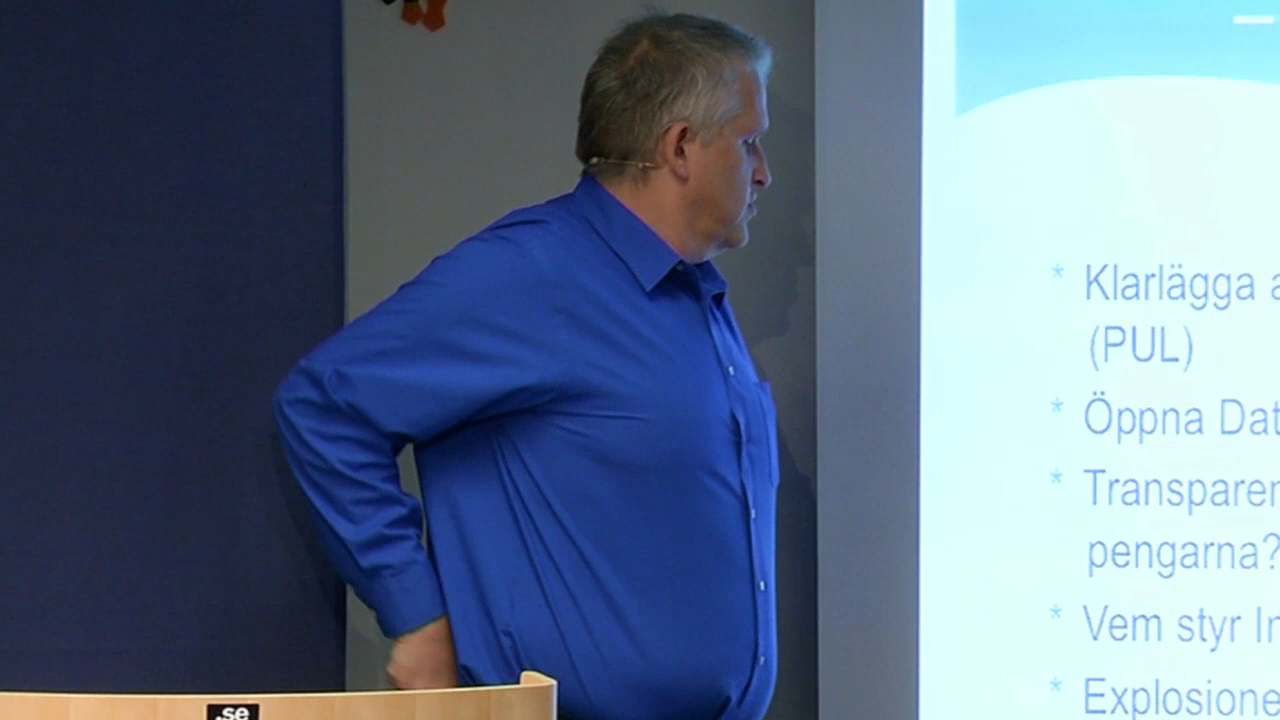 * Klarlägga
(PUL)
* Öppna Dat
* Transparen
pengarna?
* Vem styr In
* Explosione
.se